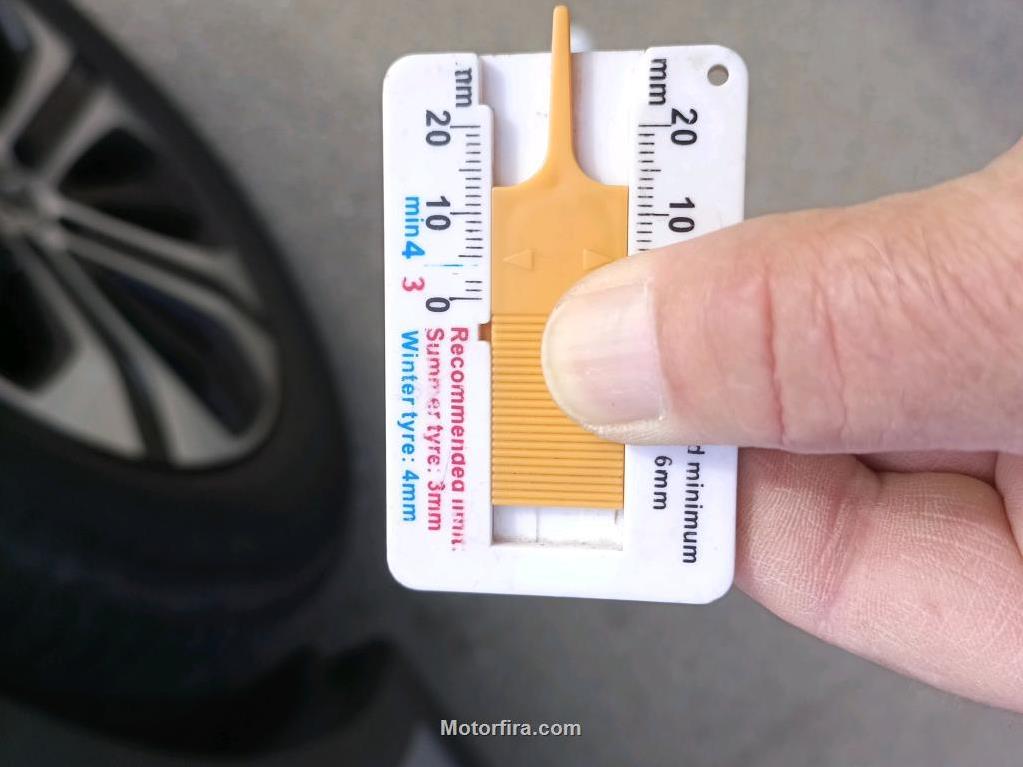 mm
20
10
0
min4
3
Recommended limit:
Summer tyre: 3mm
Winter tyre: 4mm
mm
20
10
d minimum
6mm
Motorfira.com